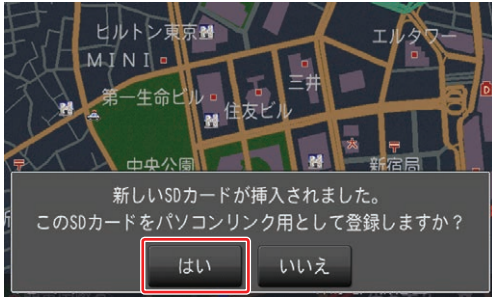 ヒルトン東京
エルタワー
MINI
三井
第一生命ビル
住友ビル
D
中央公園
新宿局
新しいSDカードが挿入されました。
このSDカードをパソコンリンク用として登録しますか？
はい
いいえ